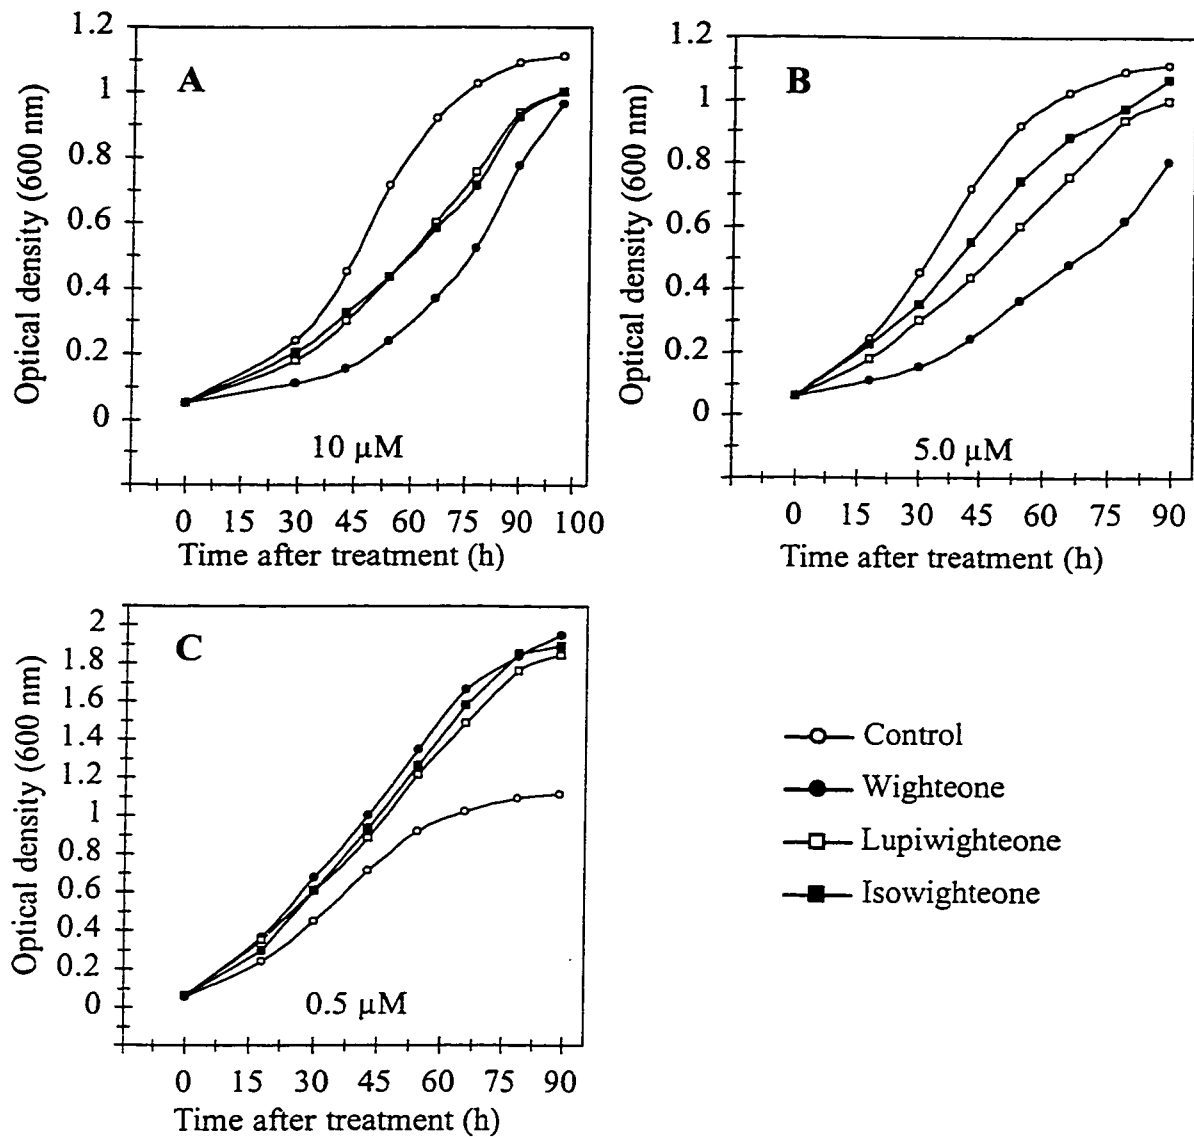 A
Optical density (600 nm)
1.2
1
0.8
0.6
0.4
0.2
0
10 µM
0 15 30 45 60 75 90 100
Time after treatment (h)
B
Optical density (600 nm)
1.2
1
0.8
0.6
0.4
0.2
0
5.0 µM
0 15 30 45 60 75 90
Time after treatment (h)
C
Optical density (600 nm)
2
1.8
1.6
1.4
1.2
1
0.8
0.6
0.4
0.2
0
0.5 µM
0 15 30 45 60 75 90
Time after treatment (h)
Control
Wighteone
Lupiwighteone
Isowighteone